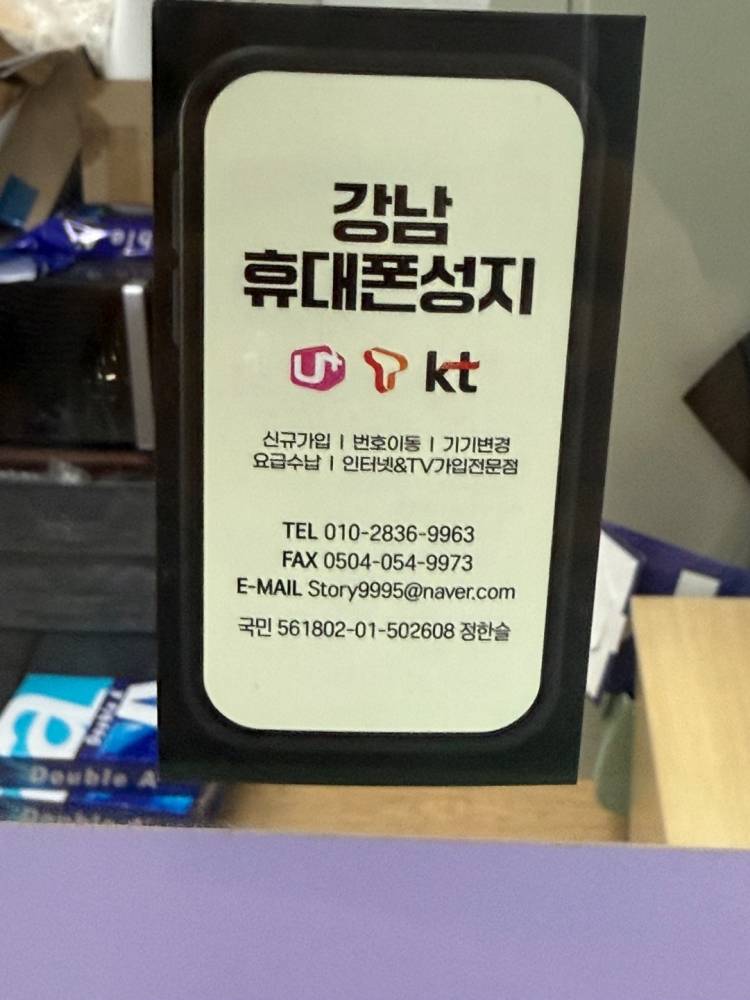 강남
휴대폰성지
U+ T kt
신규가입 | 번호이동 | 기기변경
요금수납 | 인터넷&TV가입전문점
TEL 010-2836-9963
FAX 0504-054-9973
E-MAIL Story9995@naver.com
국민 561802-01-502608 정한슬
Double A
Double A